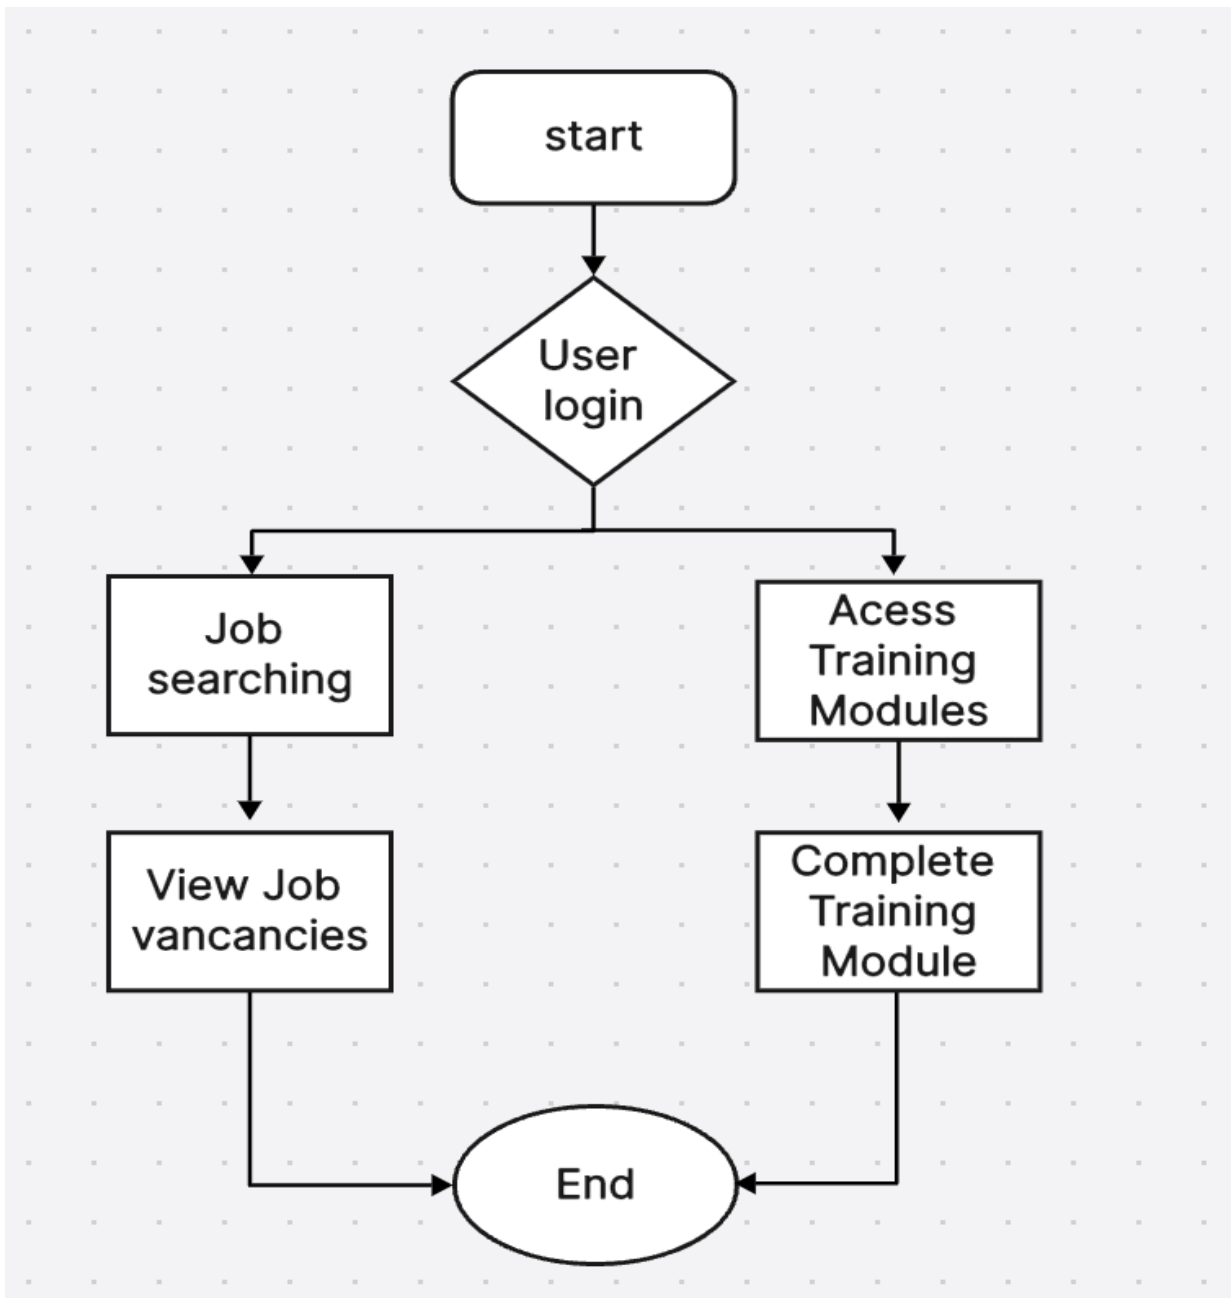 start
User
login
Job
searching
Acess
Training
Modules
View Job
vancancies
Complete
Training
Module
End